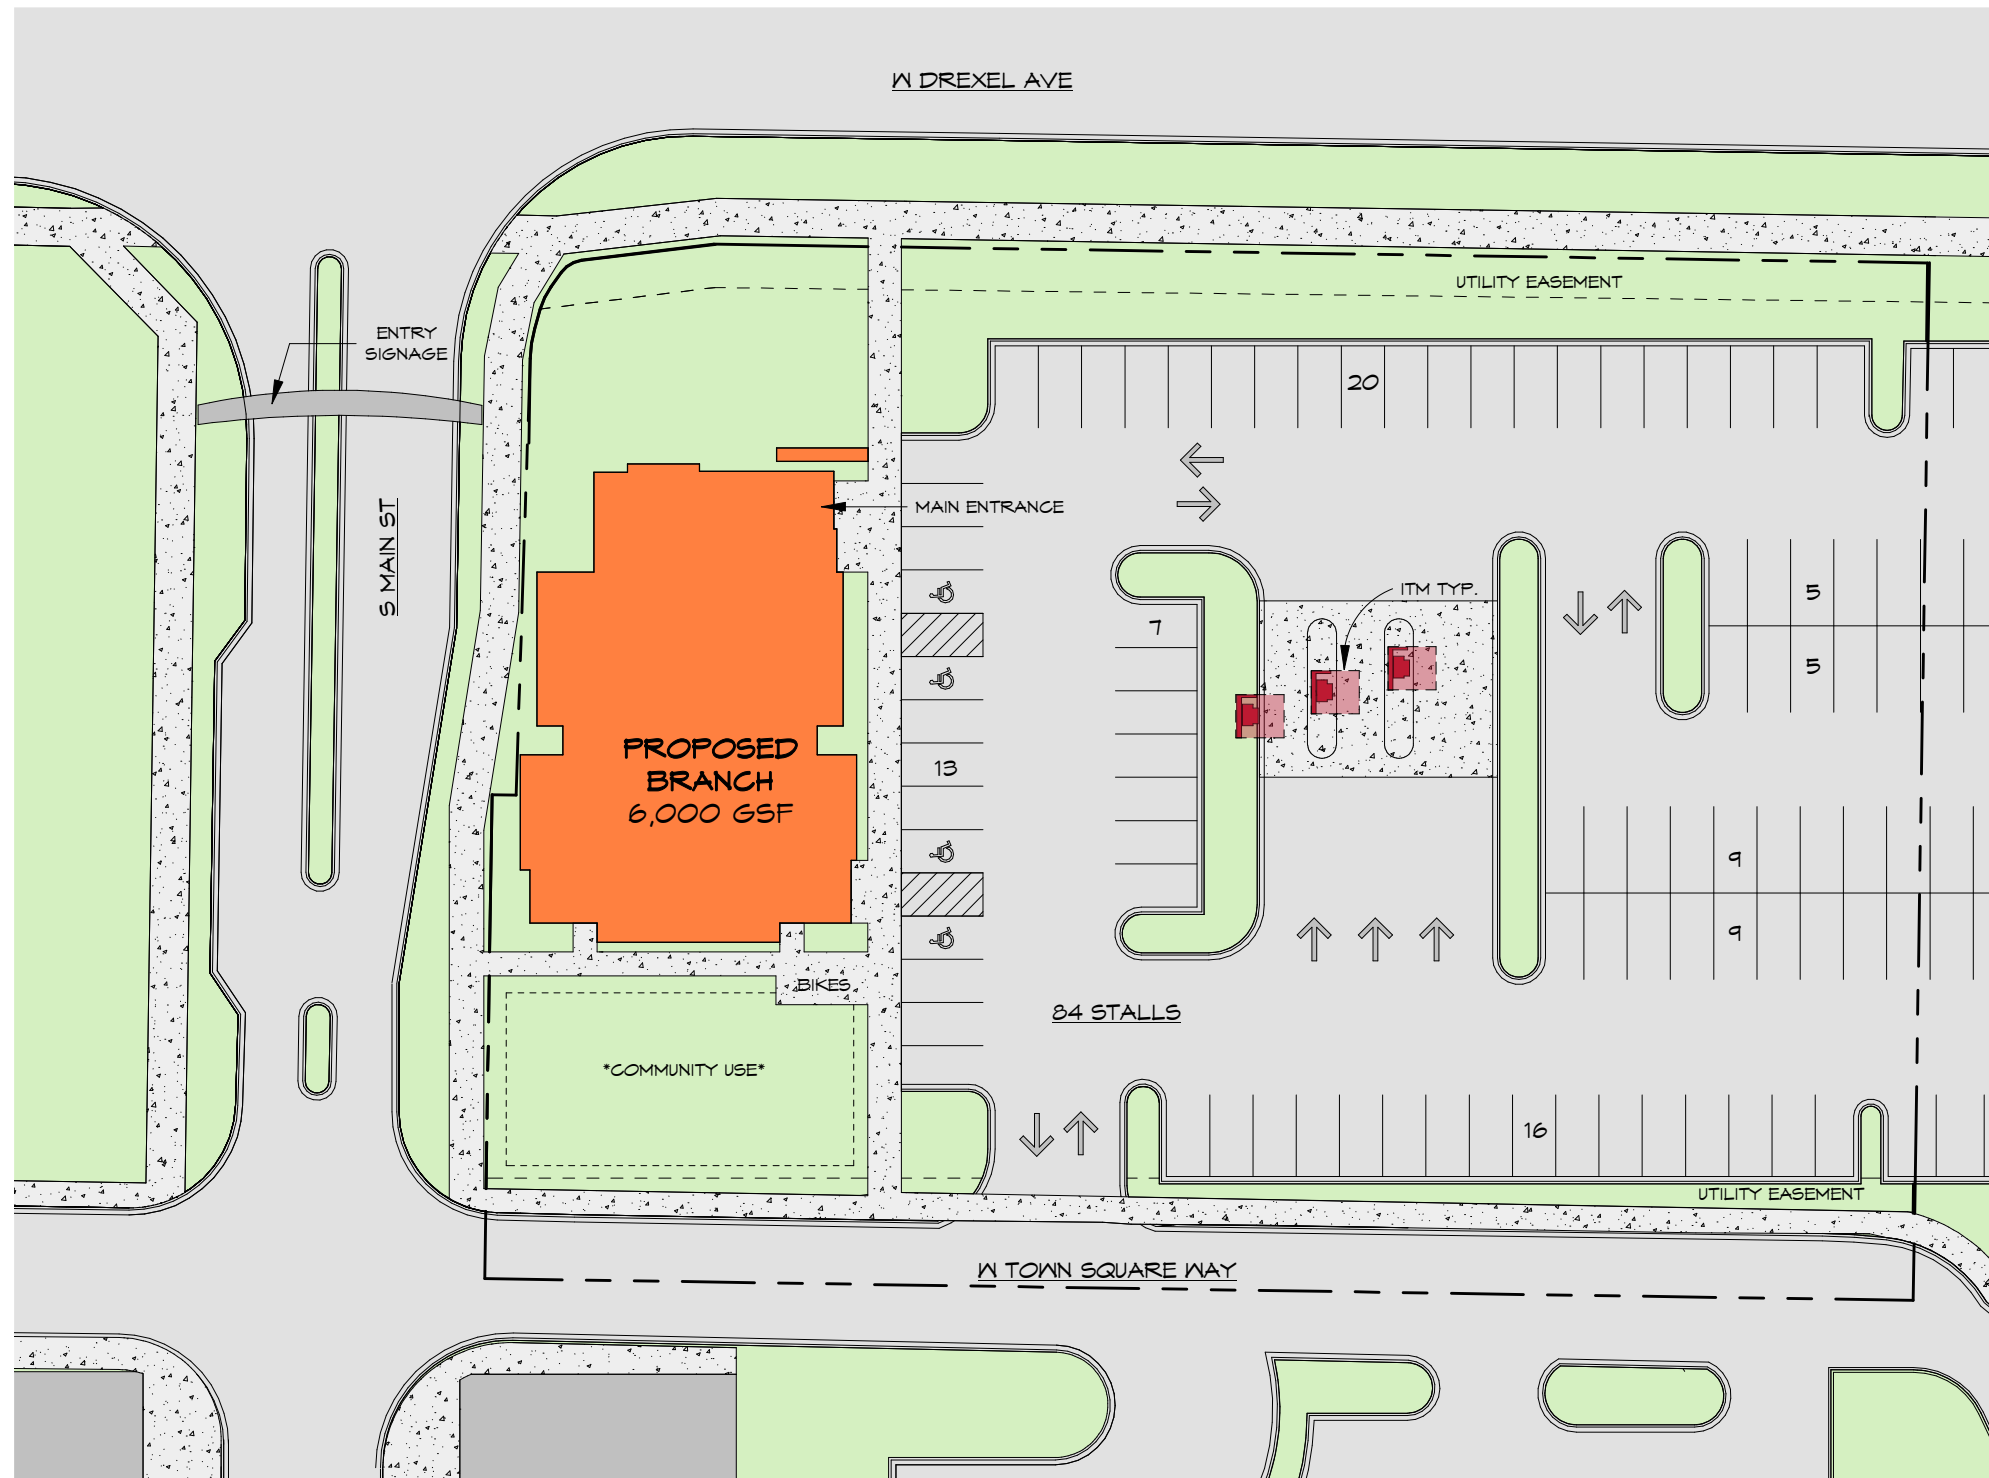 W DREXEL AVE
UTILITY EASEMENT
ENTRY
SIGNAGE
20
S MAIN ST
MAIN ENTRANCE
ITM TYP.
5
7
5
PROPOSED
BRANCH
6,000 GSF
13
9
9
BIKES
84 STALLS
*COMMUNITY USE*
16
UTILITY EASEMENT
W TOWN SQUARE WAY